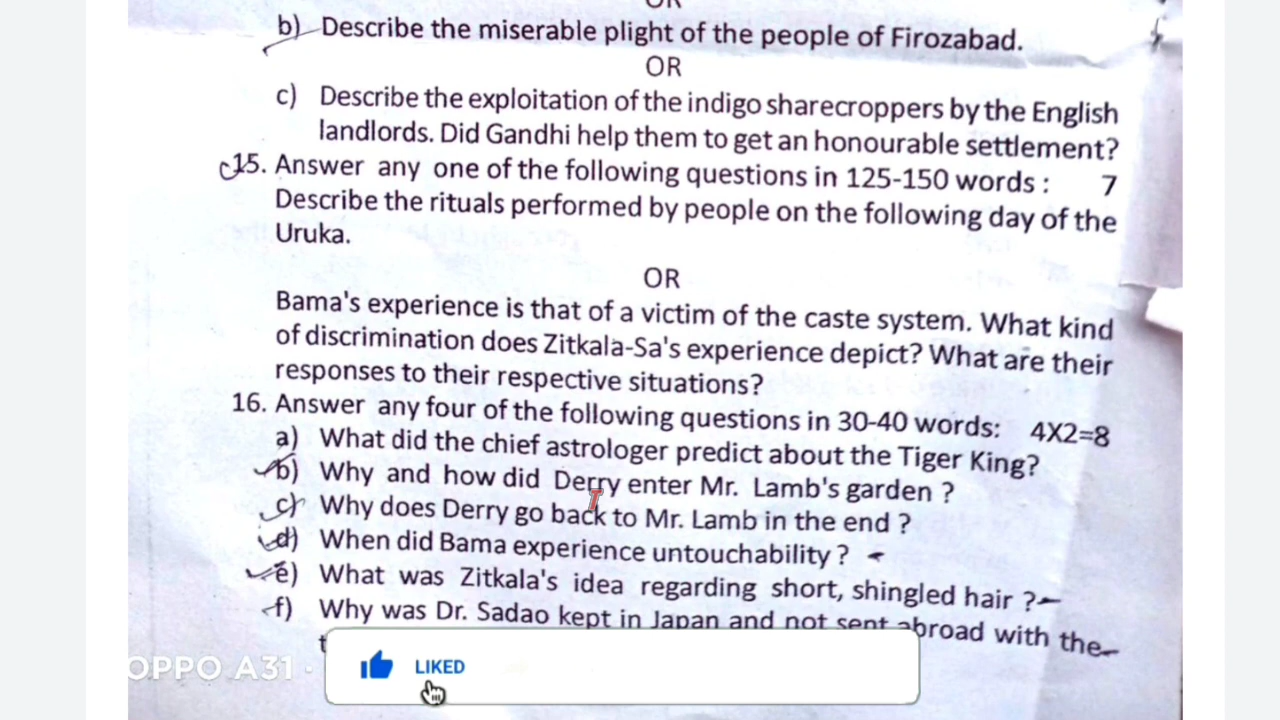 OR
b) Describe the miserable plight of the people of Firozabad.
OR
c) Describe the exploitation of the indigo sharecroppers by the English
landlords. Did Gandhi help them to get an honourable settlement?
15. Answer any one of the following questions in 125-150 words : 7
Describe the rituals performed by people on the following day of the
Uruka.
OR
Bama's experience is that of a victim of the caste system. What kind
of discrimination does Zitkala-Sa's experience depict? What are their
responses to their respective situations?
16. Answer any four of the following questions in 30-40 words: 4X2=8
a) What did the chief astrologer predict about the Tiger King?
b) Why and how did Derry enter Mr. Lamb's garden ?
c) Why does Derry go back to Mr. Lamb in the end ?
d) When did Bama experience untouchability ?
e) What was Zitkala's idea regarding short, shingled hair ?
f) Why was Dr. Sadao kept in Japan and not sent abroad with the
OPPO A31
LIKED